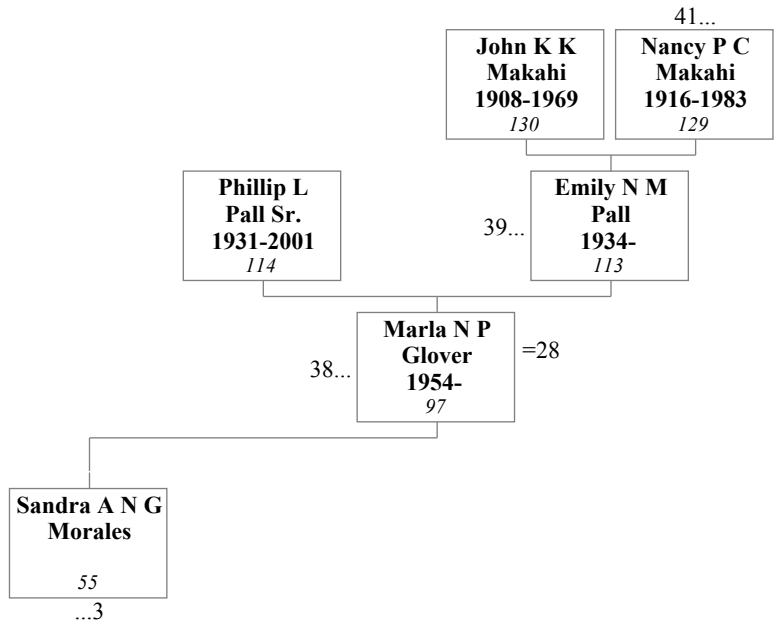 41...
John K K
Makahi
1908-1969
130
Nancy P C
Makahi
1916-1983
129
Phillip L
Pall Sr.
1931-2001
114
39...
Emily N M
Pall
1934-
113
38...
Marla N P
Glover
1954-
97
=28
Sandra A N G
Morales
55
...3